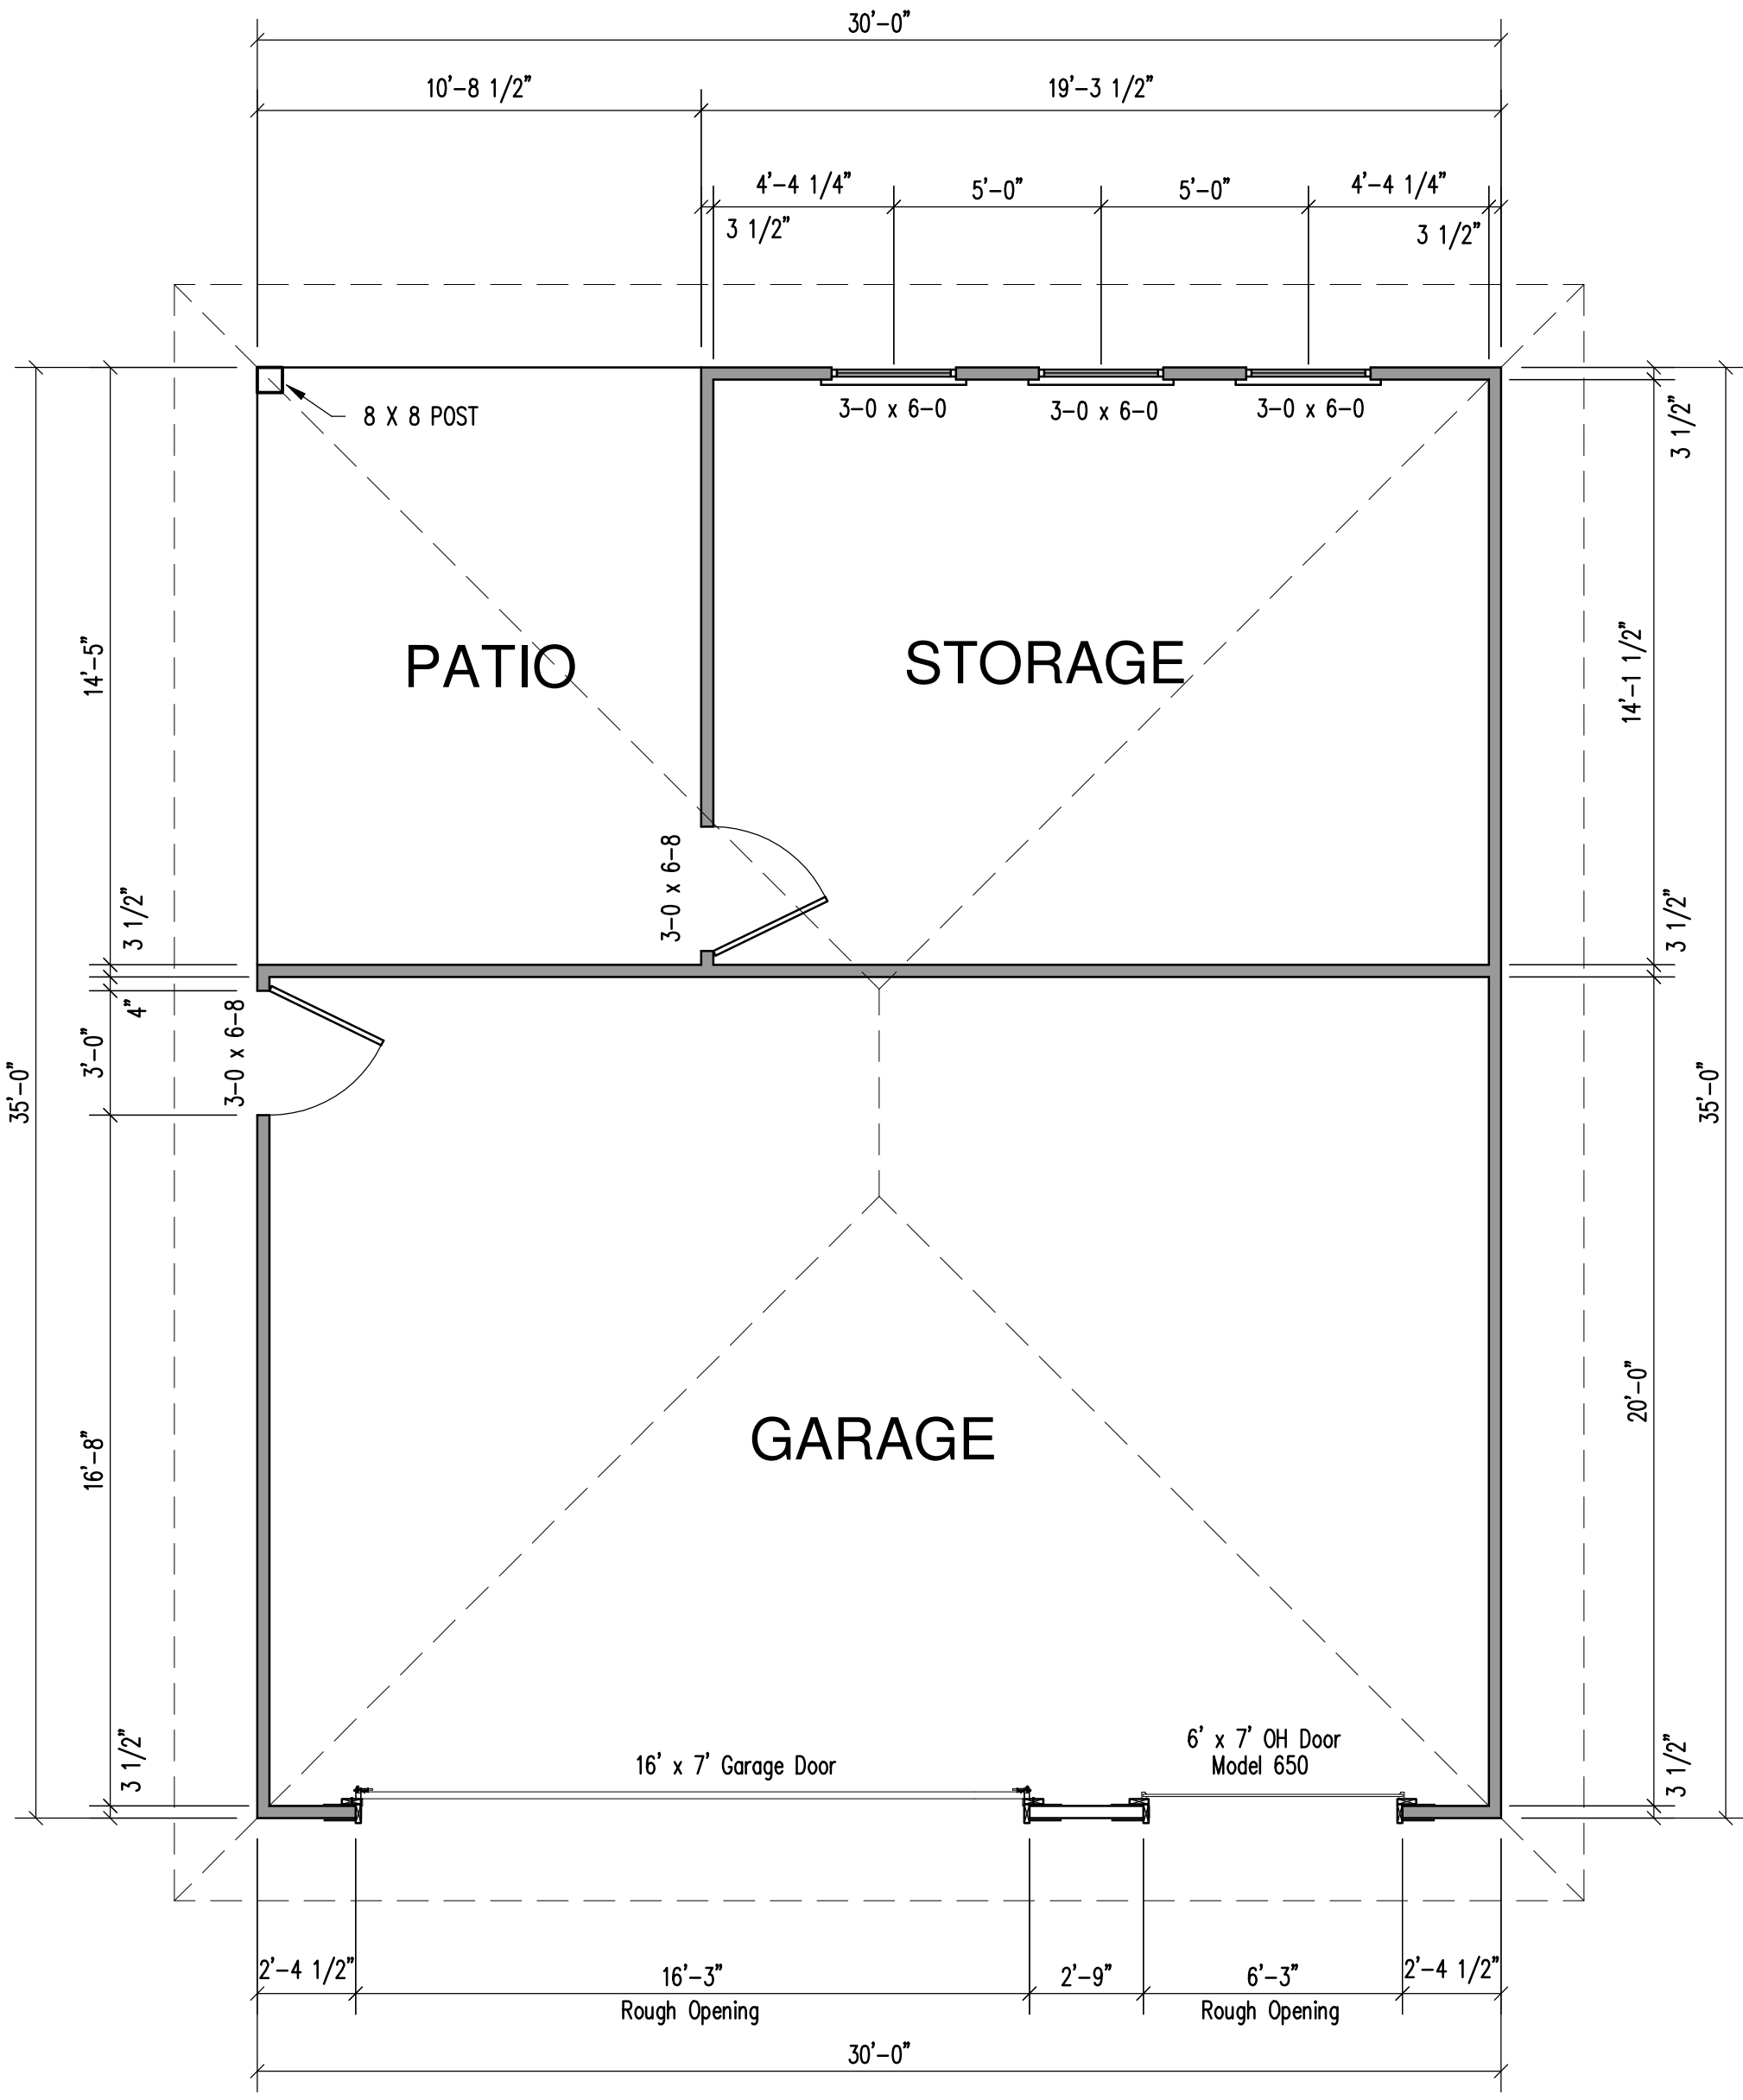 30'-0"
10'-8 1/2"
19'-3 1/2"
4'-4 1/4"
5'-0"
5'-0"
4'-4 1/4"
3 1/2"
3 1/2"
3-0 x 6-0
3-0 x 6-0
3-0 x 6-0
8 X 8 POST
3 1/2"
14'-5"
PATIO
STORAGE
14'-1 1/2"
3-0 x 6-8
3 1/2"
3 1/2"
4"
3'-0"
3-0 x 6-8
35'-0"
35'-0"
20'-0"
16'-8"
GARAGE
3 1/2"
16' x 7' Garage Door
6' x 7' OH Door
Model 650
3 1/2"
2'-4 1/2"
16'-3"
Rough Opening
2'-9"
6'-3"
Rough Opening
2'-4 1/2"
30'-0"